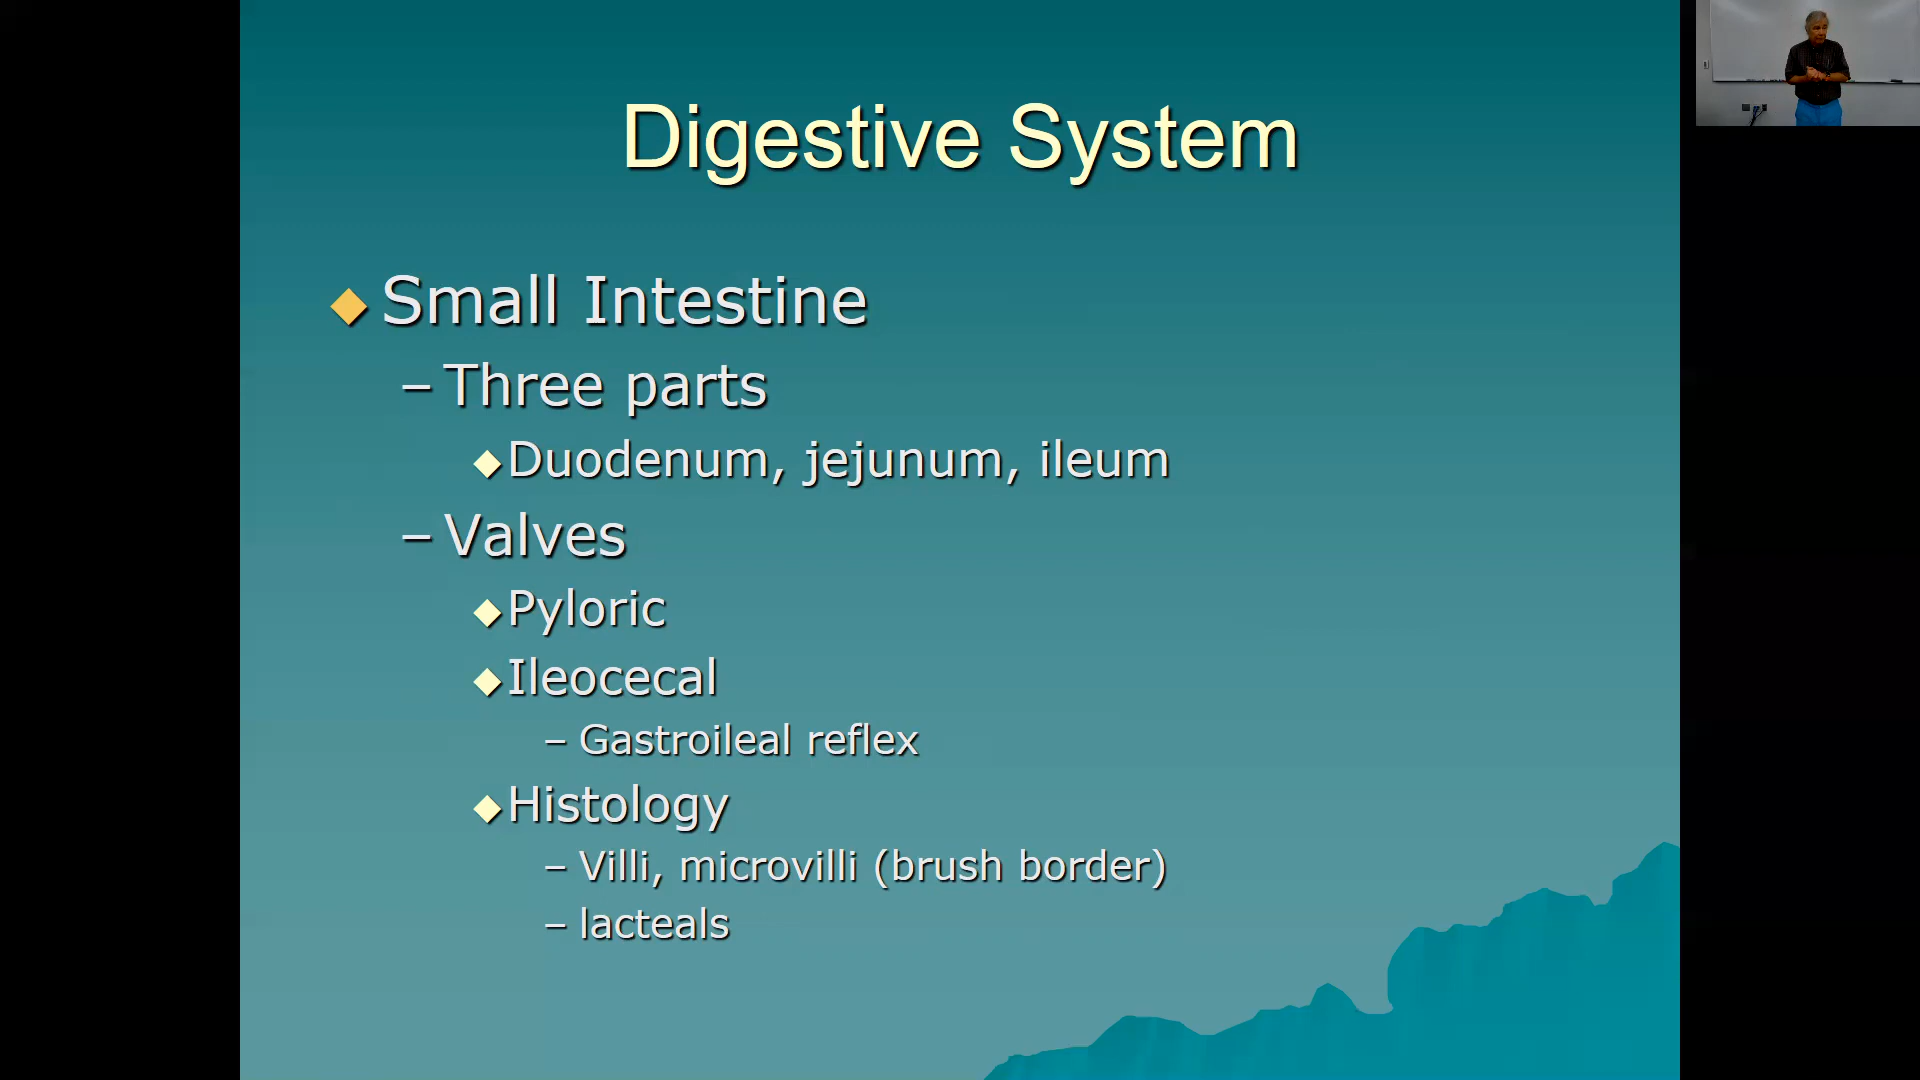 Digestive System
Small Intestine
– Three parts
Duodenum, jejunum, ileum
– Valves
Pyloric
Ileocecal
– Gastroileal reflex
Histology
– Villi, microvilli (brush border)
– lacteals